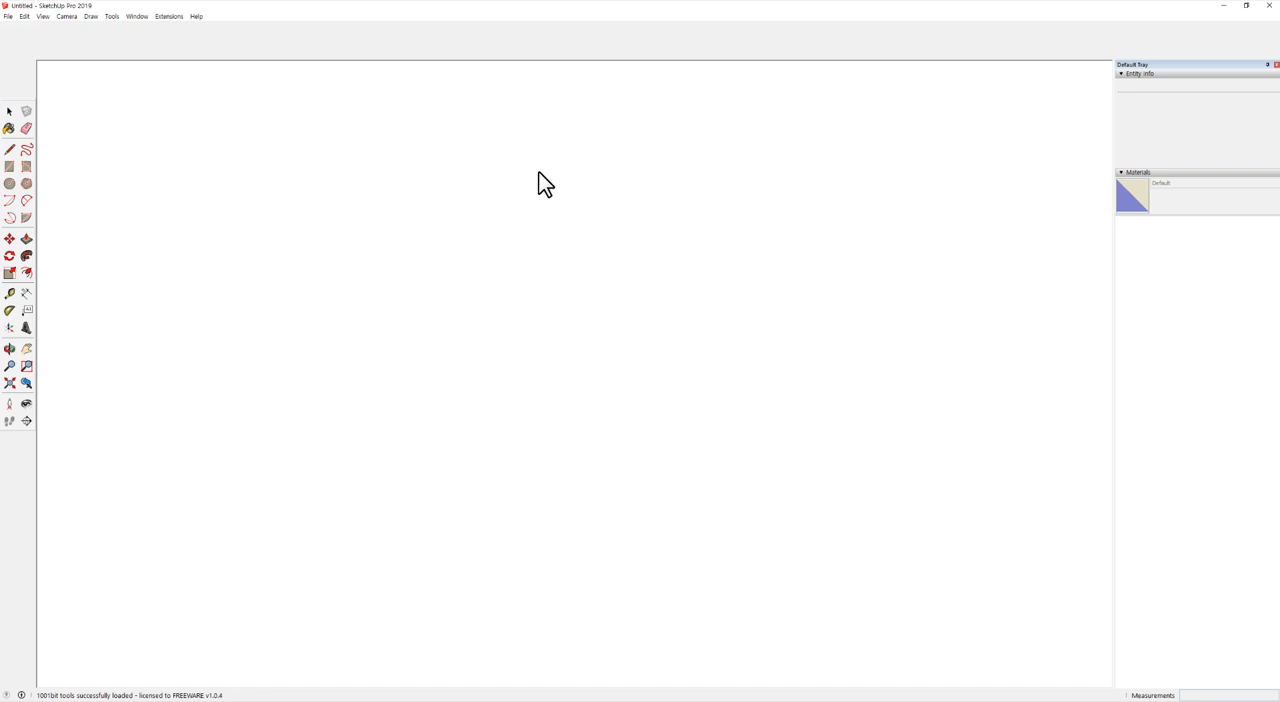 Untitled - SketchUp Pro 2019
File Edit View Camera Draw Tools Window Extensions Help
Default Tray
Entity Info
Materials
Default
1001bit tools successfully loaded - licensed to FREEWARE v1.0.4
Measurements